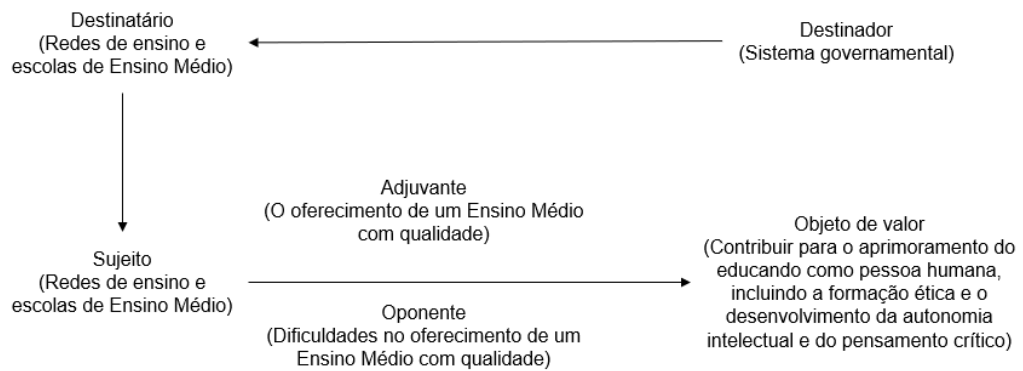 Destinatário
(Redes de ensino e
escolas de Ensino Médio)
Destinador
(Sistema governamental)
Adjuvante
(O oferecimento de um Ensino Médio
com qualidade)
Sujeito
(Redes de ensino e
escolas de Ensino Médio)
Oponente
(Dificuldades no oferecimento de um
Ensino Médio com qualidade)
Objeto de valor
(Contribuir para o aprimoramento do
educando como pessoa humana,
incluindo a formação ética e o
desenvolvimento da autonomia
intelectual e do pensamento crítico)